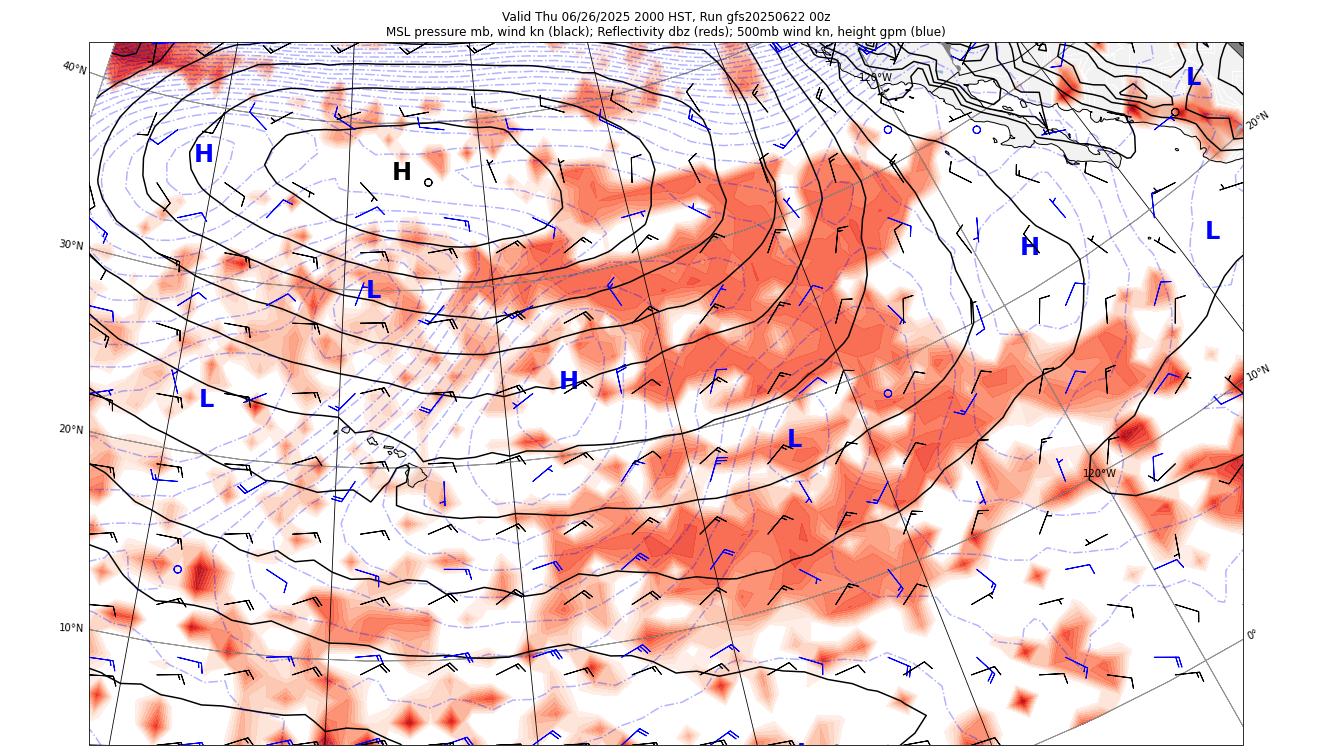 Valid Thu 06/26/2025 2000 HST, Run gfs20250622 00z
MSL pressure mb, wind kn (black); Reflectivity dbz (reds); 500mb wind kn, height gpm (blue)
40°N
120°W
L
20°N
H
H
30°N
L
H
L
10°N
H
L
20°N
L
120°W
10°N
0°